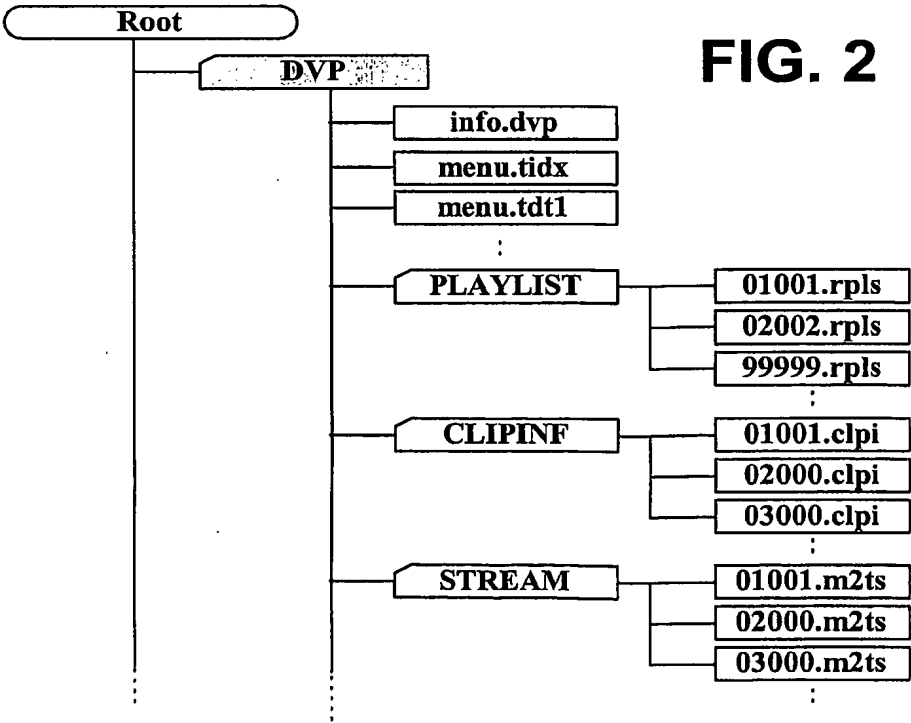 Root
DVP
FIG. 2
info.dvp
menu.tidx
menu.tdt1
PLAYLIST
01001.rpls
02002.rpls
99999.rpls
CLIPINF
01001.clpi
02000.clpi
03000.clpi
STREAM
01001.m2ts
02000.m2ts
03000.m2ts